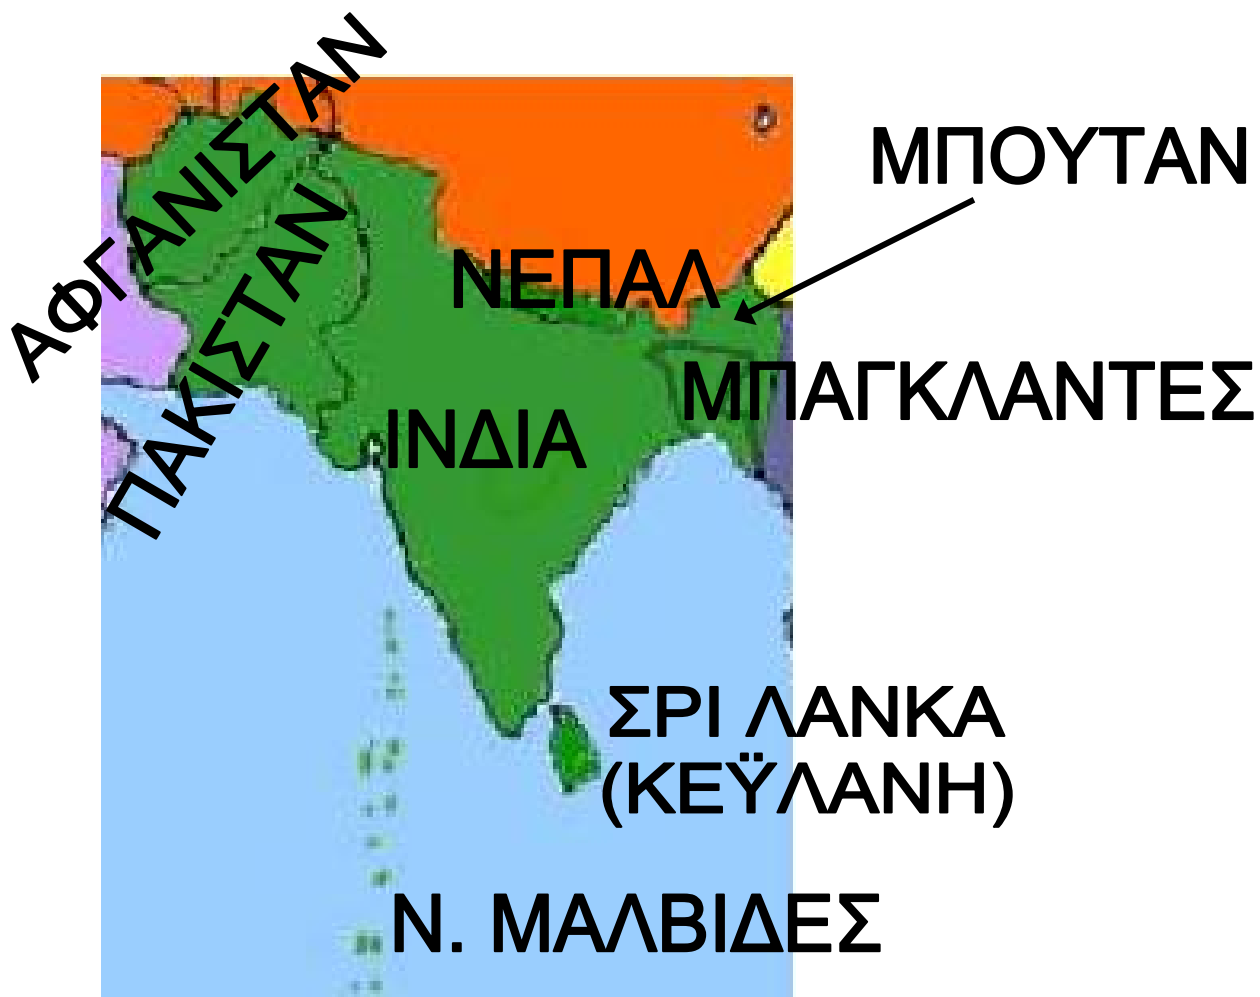 ΑΦΓΑΝΙΣΤΑΝ
ΠΑΚΙΣΤΑΝ
ΜΠΟΥΤΑΝ
ΝΕΠΑΛ
ΜΠΑΓΚΛΑΝΤΕΣ
ΙΝΔΙΑ
ΣΡΙ ΛΑΝΚΑ
(ΚΕΫΛΑΝΗ)
Ν. ΜΑΛΒΙΔΕΣ